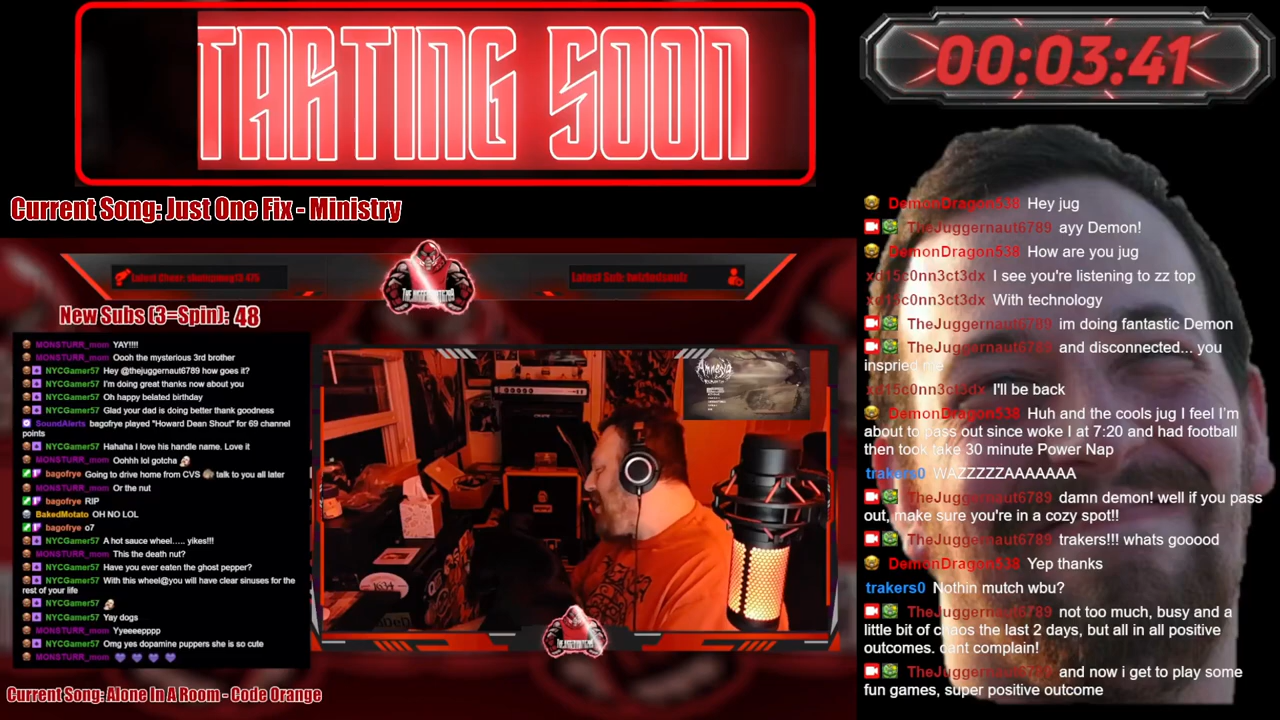 TARTING SOON
00:03:41
Current Song: Just One Fix - Ministry
DemonDragon538 Hey jug
TheJuggernaut6789 ayy Demon!
DemonDragon538 How are you jug
xd15c0nn3ct3dx I see you're listening to zz top
xd15c0nn3ct3dx With technology
TheJuggernaut6789 im doing fantastic Demon
TheJuggernaut6789 and disconnected... you
inspried me
xd15c0nn3ct3dx I'll be back
DemonDragon538 Huh and the cools jug I feel I'm
about to pass out since woke I at 7:20 and had football
then took take 30 minute Power Nap
trakers0 WAZZZZZAAAAAAA
TheJuggernaut6789 damn demon! well if you pass
out, make sure you're in a cozy spot!!
TheJuggernaut6789 trakers!!! whats gooood
DemonDragon538 Yep thanks
trakers0 Nothin mutch wbu?
TheJuggernaut6789 not too much, busy and a
little bit of chaos the last 2 days, but all in all positive
outcomes. cant complain!
TheJuggernaut6789 and now i get to play some
fun games, super positive outcome
Latest Sub: twiztedsoulz
THEJUGGERNAUT6789
New Subs (3=Spin): 48
MONSTURR_mom YAY!!!!
MONSTURR_mom Oooh the mysterious 3rd brother
NYCGamer57 Hey @thejuggernaut6789 how goes it?
NYCGamer57 I'm doing great thanks now about you
NYCGamer57 Oh happy belated birthday
NYCGamer57 Glad your dad is doing better thank goodness
SoundAlerts bagofrye played "Howard Dean Shout" for 69 channel
points
NYCGamer57 Hahaha I love his handle name. Love it
MONSTURR_mom Oohhh lol gotcha
bagofrye Going to drive home from CVS talk to you all later
MONSTURR_mom Or the nut
bagofrye RIP
BakedMotato OH NO LOL
bagofrye o7
NYCGamer57 A hot sauce wheel..... yikes!!!
MONSTURR_mom This the death nut?
NYCGamer57 Have you ever eaten the ghost pepper?
NYCGamer57 With this wheel@you will have clear sinuses for the
rest of your life
NYCGamer57
NYCGamer57 Yay dogs
MONSTURR_mom Yyeeeepppp
NYCGamer57 Omg yes dopamine puppers she is so cute
MONSTURR_mom
Amnesia
Current Song: Alone In A Room - Code Orange